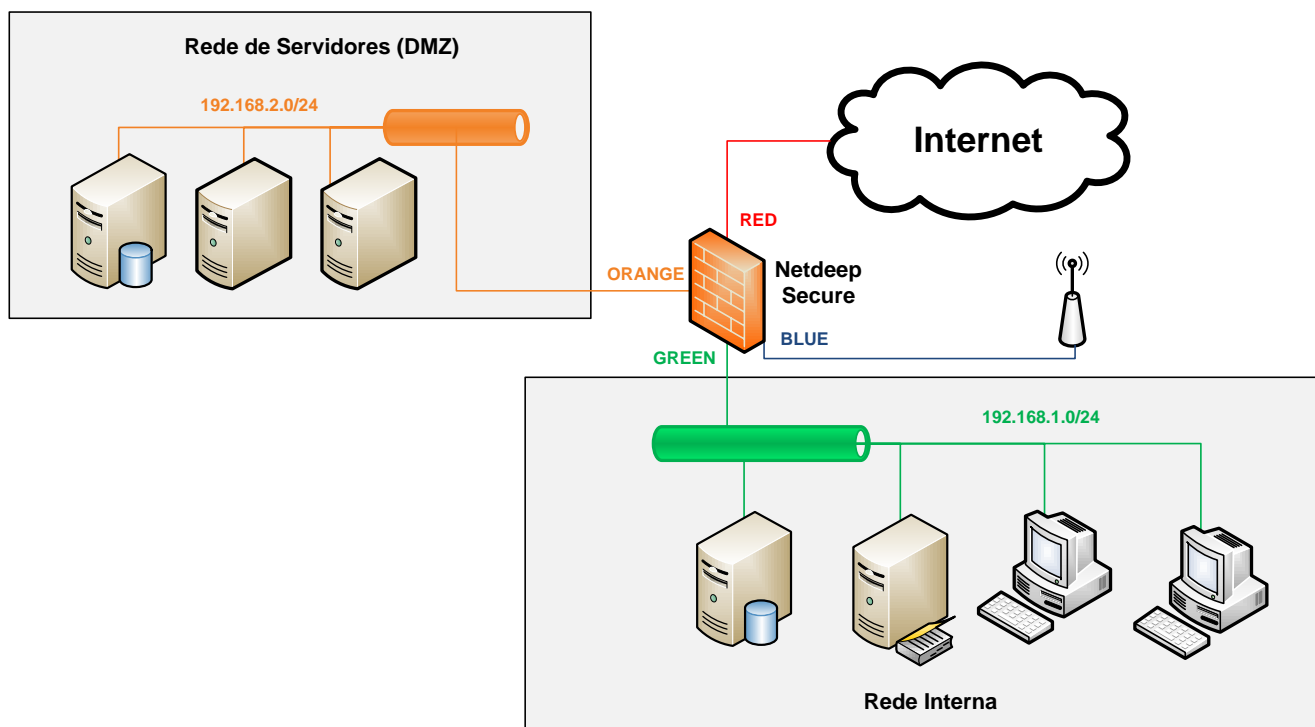 Rede de Servidores (DMZ)
192.168.2.0/24
Internet
RED
ORANGE
Netdeep
Secure
BLUE
GREEN
192.168.1.0/24
Rede Interna